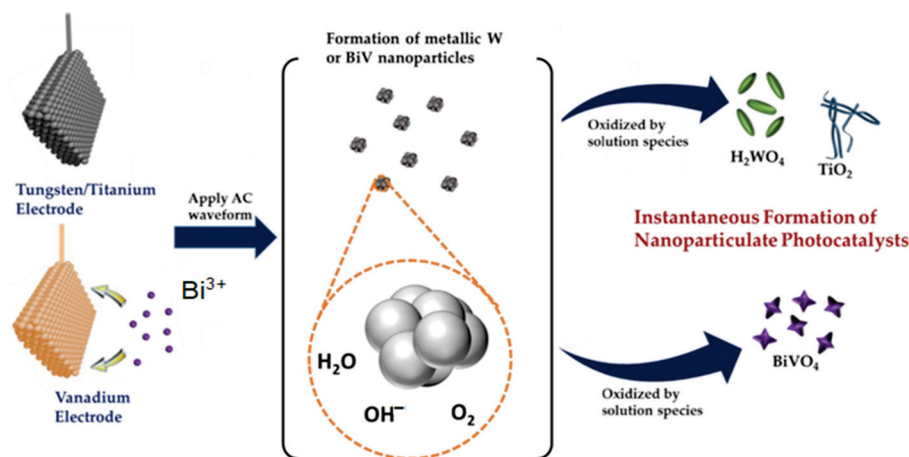 Tungsten/Titanium
Electrode
Bi³⁺
Vanadium
Electrode
Apply AC
waveform
Formation of metallic W
or BiV nanoparticles
H₂O
OH⁻
O₂
Oxidized by
solution species
H₂WO₄
TiO₂
Instantaneous Formation of
Nanoparticulate Photocatalysts
BiVO₄
Oxidized by
solution species